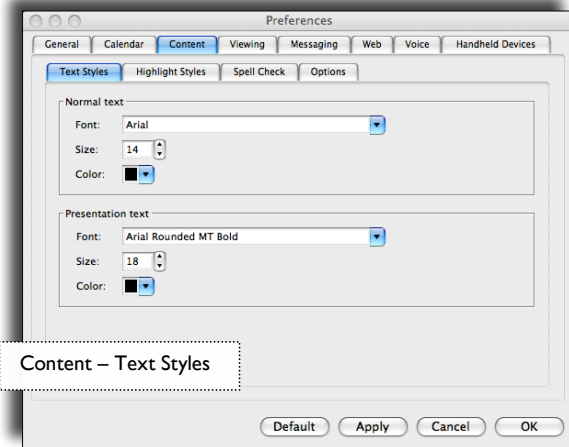 Preferences
General Calendar Content Viewing Messaging Web Voice Handheld Devices
Text Styles Highlight Styles Spell Check Options
Normal text
Font: Arial
Size: 14
Color:
Presentation text
Font: Arial Rounded MT Bold
Size: 18
Color:
Content – Text Styles
Default Apply Cancel OK